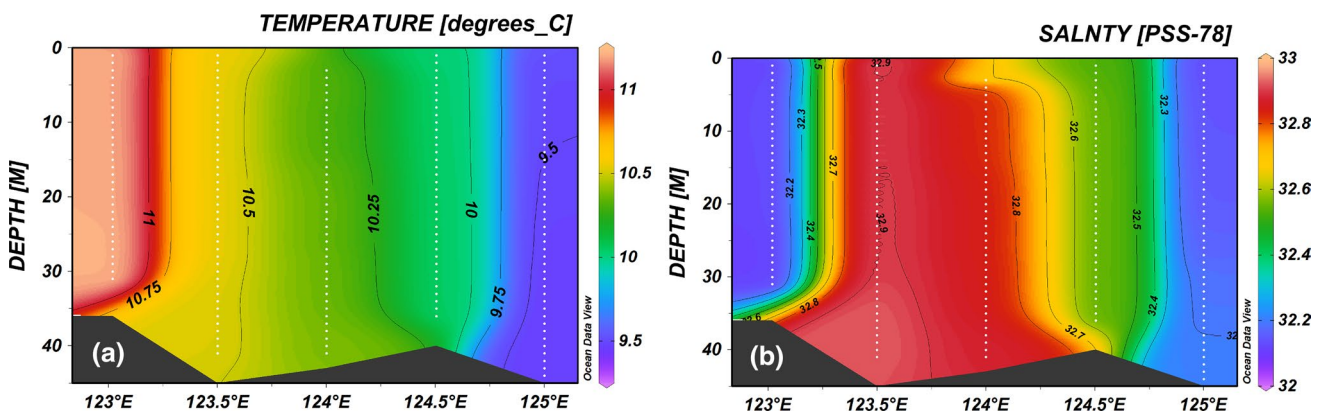 TEMPERATURE [degrees_C]
0
10
20
30
40
DEPTH [M]
11
10.75
10.5
10.5
10.25
10
10
9.75
9.5
(a)
123°E
123.5°E
124°E
124.5°E
125°E
11
10.5
10
9.5
Ocean Data View
SALNTY [PSS-78]
0
10
20
30
40
DEPTH [M]
32.9
32.3
32.7
32.2
32.4
32.9
32.8
32.6
32.3
32.5
32.4
32.8
32.7
(b)
123°E
123.5°E
124°E
124.5°E
125°E
33
32.8
32.6
32.4
32.2
32
Ocean Data View